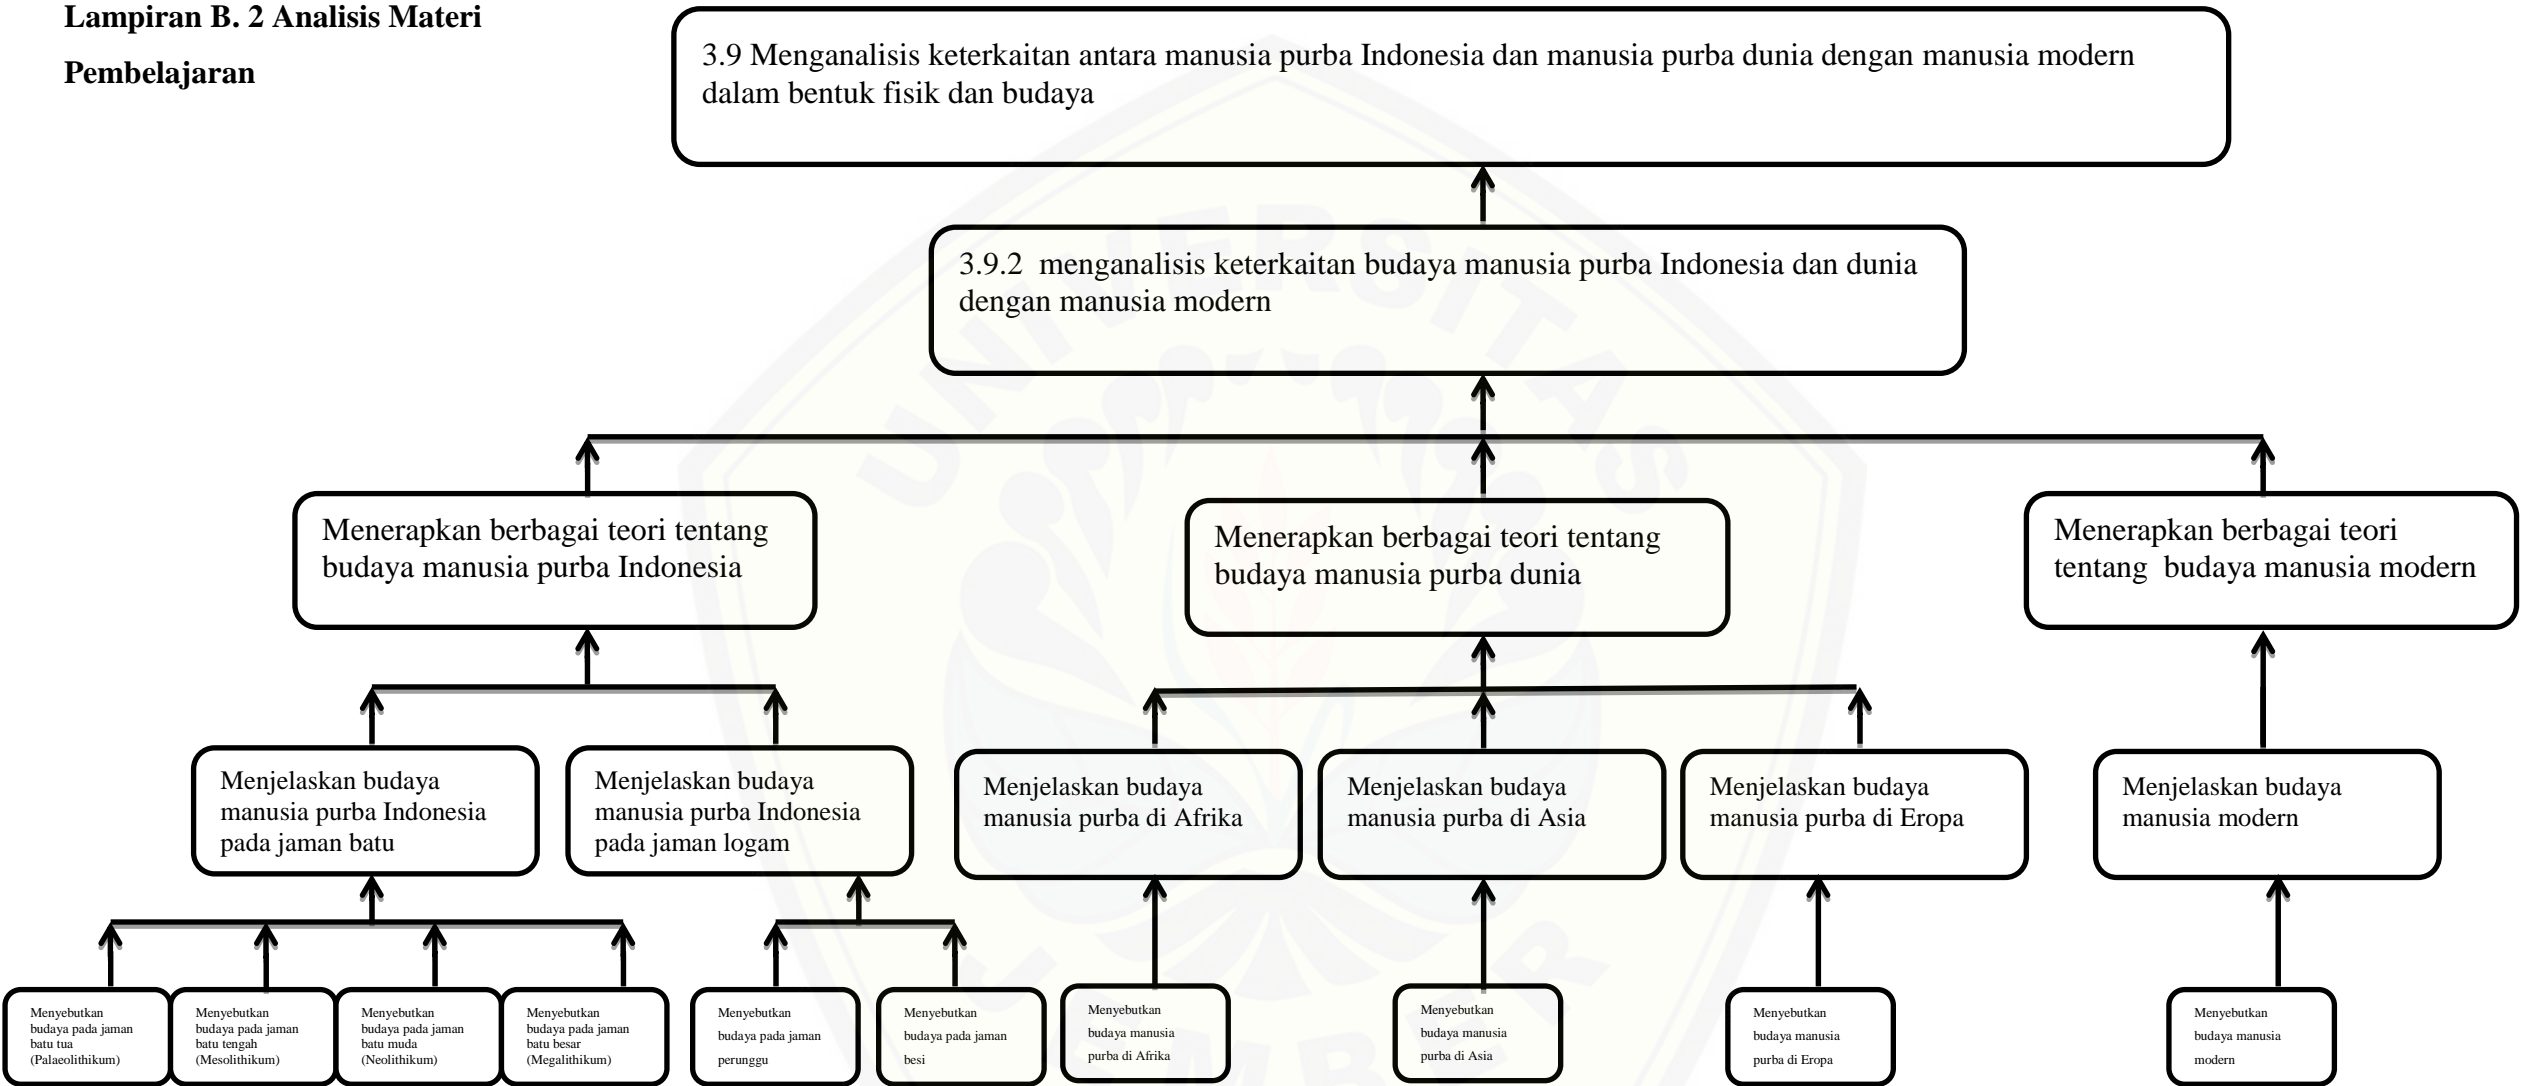 Lampiran B. 2 Analisis Materi
Pembelajaran
3.9 Menganalisis keterkaitan antara manusia purba Indonesia dan manusia purba dunia dengan manusia modern
dalam bentuk fisik dan budaya
3.9.2 menganalisis keterkaitan budaya manusia purba Indonesia dan dunia
dengan manusia modern
Menerapkan berbagai teori tentang
budaya manusia purba Indonesia
Menerapkan berbagai teori tentang
budaya manusia purba dunia
Menerapkan berbagai teori
tentang budaya manusia modern
Menjelaskan budaya
manusia purba Indonesia
pada jaman batu
Menjelaskan budaya
manusia purba Indonesia
pada jaman logam
Menjelaskan budaya
manusia purba di Afrika
Menjelaskan budaya
manusia purba di Asia
Menjelaskan budaya
manusia purba di Eropa
Menjelaskan budaya
manusia modern
Menyebutkan
budaya pada jaman
batu tua
(Palaeolithikum)
Menyebutkan
budaya pada jaman
batu tengah
(Mesolithikum)
Menyebutkan
budaya pada jaman
batu muda
(Neolithikum)
Menyebutkan
budaya pada jaman
batu besar
(Megalithikum)
Menyebutkan
budaya pada jaman
perunggu
Menyebutkan
budaya pada jaman
besi
Menyebutkan
budaya manusia
purba di Afrika
Menyebutkan
budaya manusia
purba di Asia
Menyebutkan
budaya manusia
purba di Eropa
Menyebutkan
budaya manusia
modern
UNIVERSITAS